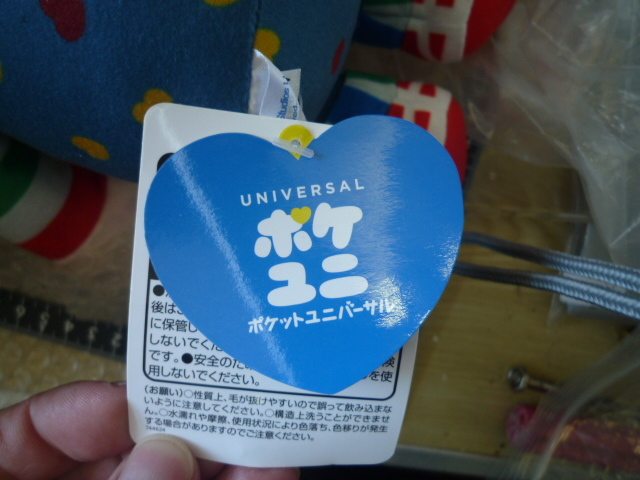 Studios
UNIVERSAL
ポケ
ユニ
ポケットユニバーサル
後は
に保管し
しないでくだ
です。●安全のため
用しないでください。
を使
(お願い)○性質上、毛が抜けやすいので誤って飲み込まな
いように注意してください。○構造上洗うことができませ
ん。○水濡れや摩擦、使用状況により色落ち、色移りが発生
する場合がありますのでご注意ください。